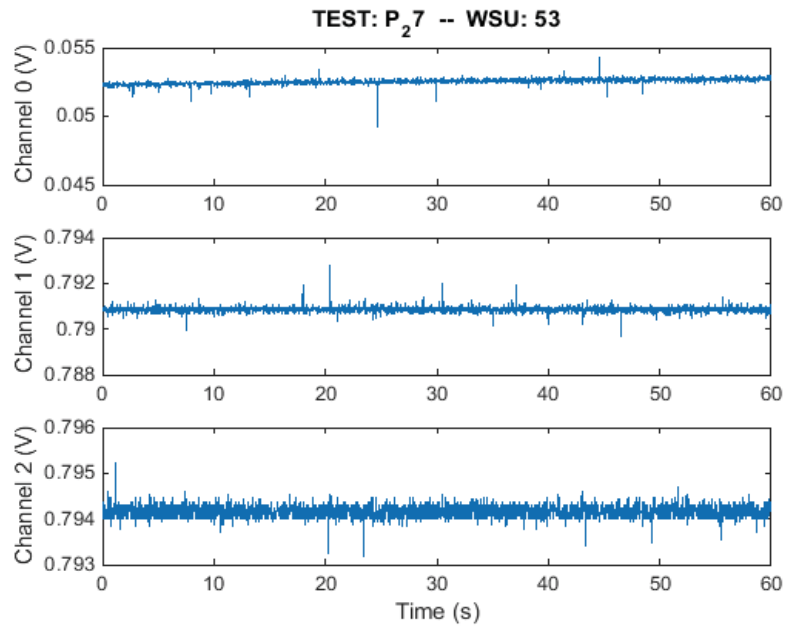 TEST: P₂7 -- WSU: 53
Channel 0 (V)
0.055
0.05
0.045
0 10 20 30 40 50 60
Channel 1 (V)
0.794
0.792
0.79
0.788
0 10 20 30 40 50 60
Channel 2 (V)
0.796
0.795
0.794
0.793
0 10 20 30 40 50 60
Time (s)